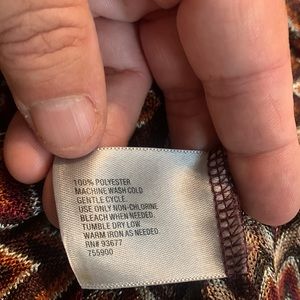 100% POLYESTER
MACHINE WASH COLD
GENTLE CYCLE.
USE ONLY NON-CHLORINE
BLEACH WHEN NEEDED.
TUMBLE DRY LOW
WARM IRON AS NEEDED.
RN# 93677
755900